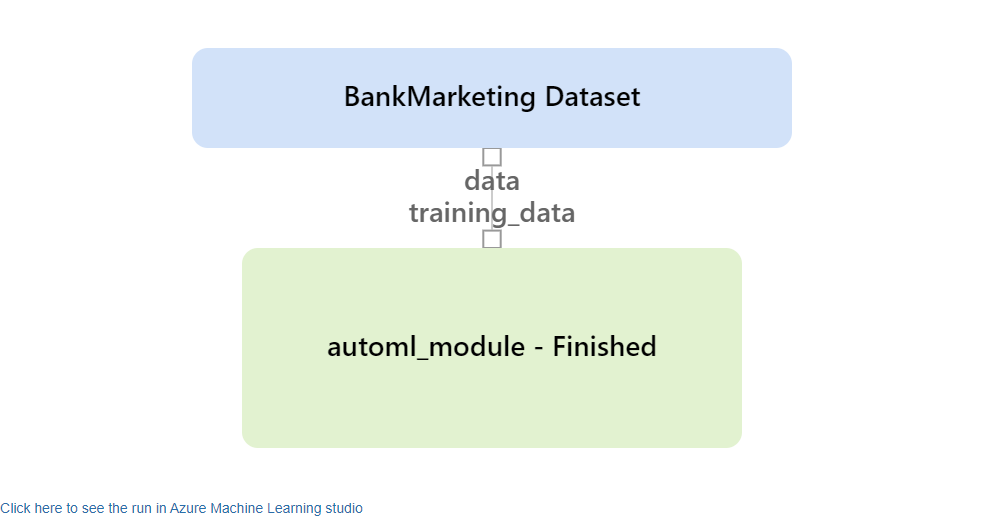 BankMarketing Dataset
data
training_data
automl_module - Finished
Click here to see the run in Azure Machine Learning studio